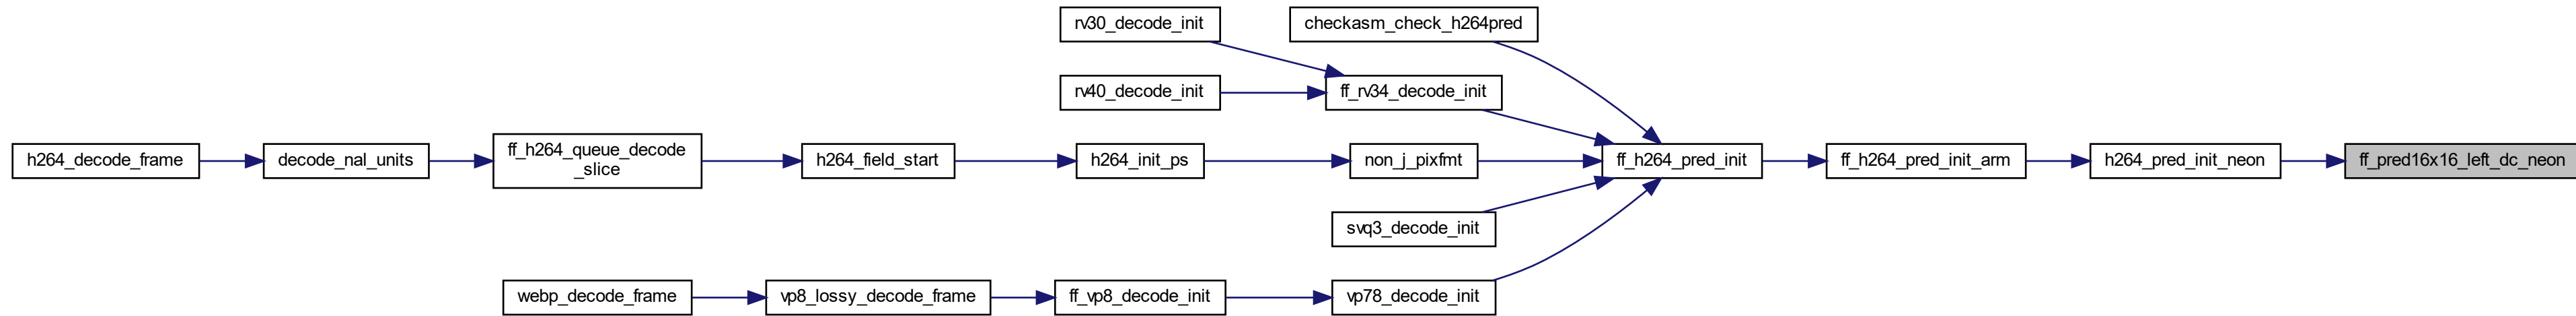 rv30_decode_init
checkasm_check_h264pred
rv40_decode_init
ff_rv34_decode_init
h264_decode_frame
decode_nal_units
ff_h264_queue_decode
_slice
h264_field_start
h264_init_ps
non_j_pixfmt
ff_h264_pred_init
ff_h264_pred_init_arm
h264_pred_init_neon
ff_pred16x16_left_dc_neon
svq3_decode_init
webp_decode_frame
vp8_lossy_decode_frame
ff_vp8_decode_init
vp78_decode_init